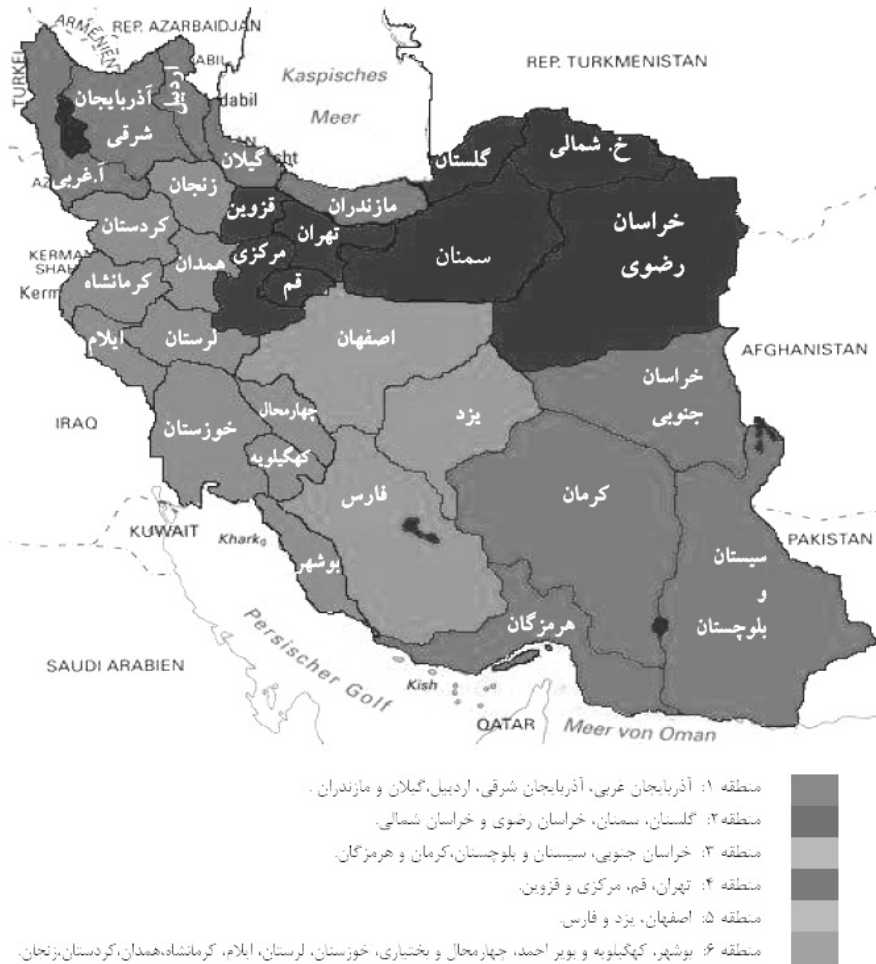 ARMENIEN
REP. AZARBAIDJAN
REP. TURKMENISTAN
TURKEI
Kaspisches
Meer
اردبیل
آذربایجان
شرقی
آ.غربی
گیلان
زنجان
قزوین
مازندران
گلستان
خ. شمالی
خراسان
رضوی
کردستان
تهران
مرکزی
سمنان
همدان
قم
KERMAN
SHAH
کرمانشاه
ایلام
لرستان
اصفهان
AFGHANISTAN
خراسان
جنوبی
IRAQ
خوزستان
چهارمحال
یزد
کهگیلویه
فارس
کرمان
KUWAIT
Khark
بوشهر
PAKISTAN
سیستان
و
بلوچستان
هرمزگان
SAUDI ARABIEN
Persischer Golf
Kish
QATAR
Meer von Oman
منطقه ۱: آذربایجان غربی، آذربایجان شرقی، اردبیل،گیلان و مازندران .
منطقه۲: گلستان، سمنان، خراسان رضوی و خراسان شمالی.
منطقه ۳: خراسان جنوبی، سیستان و بلوچستان،کرمان و هرمزگان.
منطقه ۴: تهران، قم، مرکزی و قزوین.
منطقه ۵: اصفهان، یزد و فارس.
منطقه ۶: بوشهر، کهگیلویه و بویر احمد، چهارمحال و بختیاری، خوزستان، لرستان، ایلام، کرمانشاه،همدان،کردستان،زنجان.